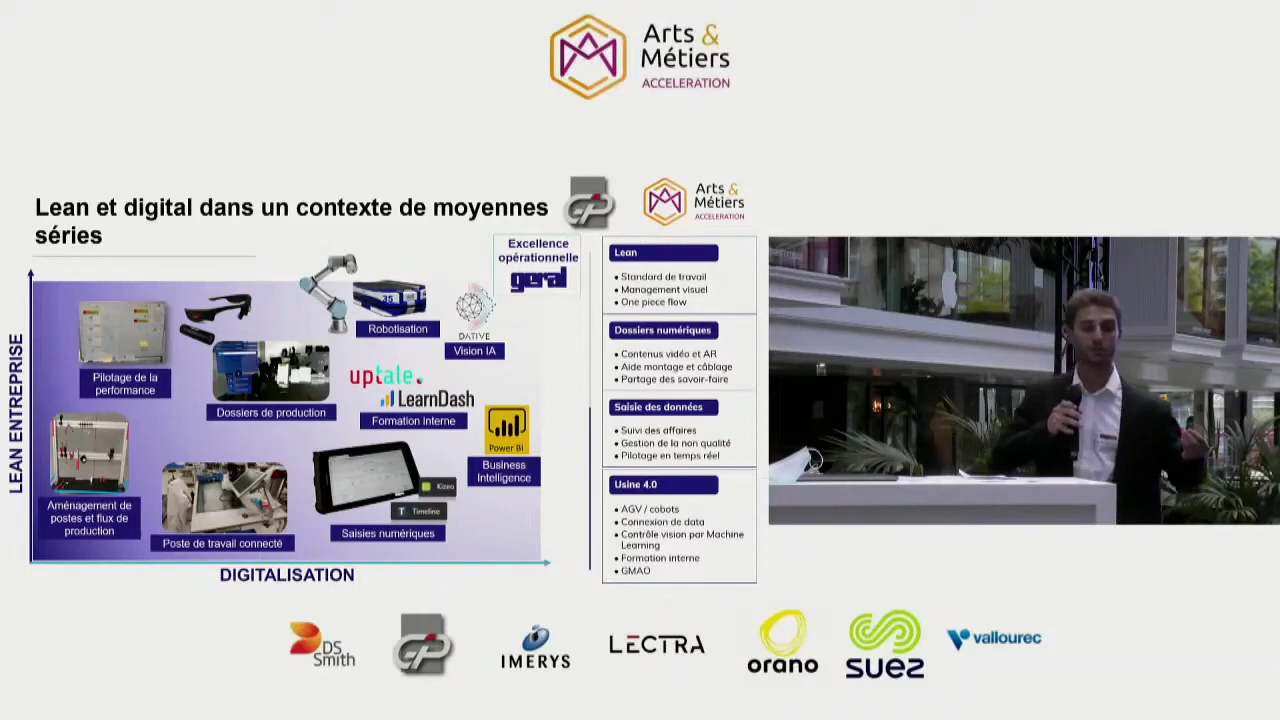 Arts &
Métiers
ACCELERATION
Lean et digital dans un contexte de moyennes
séries
GP
Arts &
Métiers
ACCELERATION
Excellence
opérationnelle
geral
LEAN ENTREPRISE
Pilotage de la
performance
Dossiers de production
35
Robotisation
DATIVE
Vision IA
uptale.
LearnDash
Formation interne
Power BI
Business
Intelligence
Aménagement de
postes et flux de
production
Poste de travail connecté
Kizeo
Timeline
Saisies numériques
DIGITALISATION
Lean
• Standard de travail
• Management visuel
• One piece flow
Dossiers numériques
• Contenus vidéo et AR
• Aide montage et câblage
• Partage des savoir-faire
Saisie des données
• Suivi des affaires
• Gestion de la non qualité
• Pilotage en temps réel
Usine 4.0
• AGV / cobots
• Connexion de data
• Contrôle vision par Machine
Learning
• Formation interne
• GMAO
DS
Smith
GP
IMERYS
LECTRA
orano
suez
vallourec